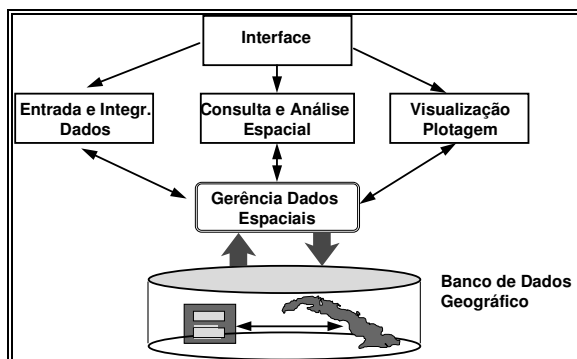 Interface
Entrada e Integr.
Dados
Consulta e Análise
Espacial
Visualização
Plotagem
Gerência Dados
Espaciais
Banco de Dados
Geográfico